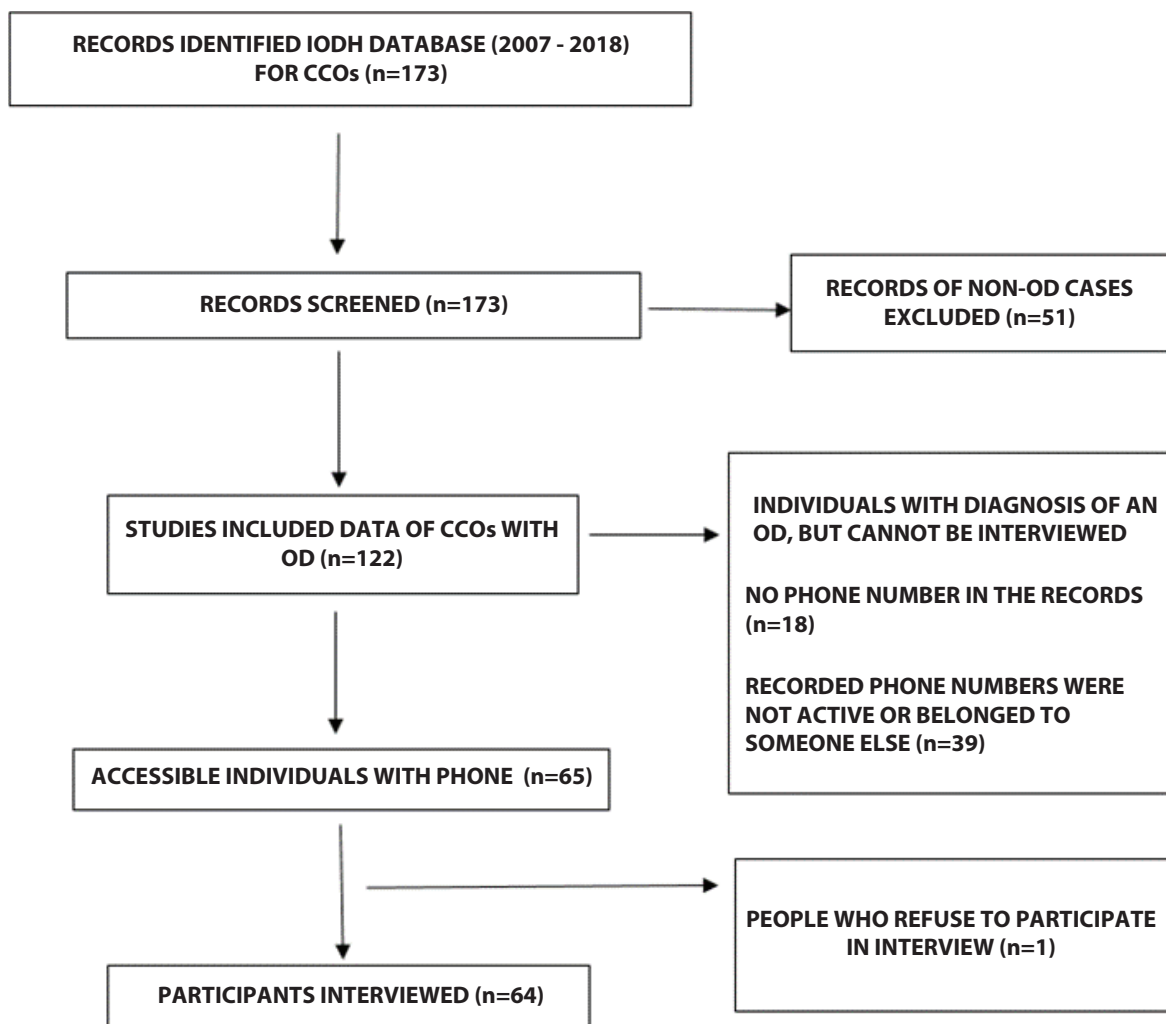 RECORDS IDENTIFIED IODH DATABASE (2007 - 2018)
FOR CCOs (n=173)
RECORDS SCREENED (n=173)
RECORDS OF NON-OD CASES
EXCLUDED (n=51)
STUDIES INCLUDED DATA OF CCOs WITH
OD (n=122)
INDIVIDUALS WITH DIAGNOSIS OF AN
OD, BUT CANNOT BE INTERVIEWED
NO PHONE NUMBER IN THE RECORDS
(n=18)
RECORDED PHONE NUMBERS WERE
NOT ACTIVE OR BELONGED TO
SOMEONE ELSE (n=39)
ACCESSIBLE INDIVIDUALS WITH PHONE (n=65)
PEOPLE WHO REFUSE TO PARTICIPATE
IN INTERVIEW (n=1)
PARTICIPANTS INTERVIEWED (n=64)